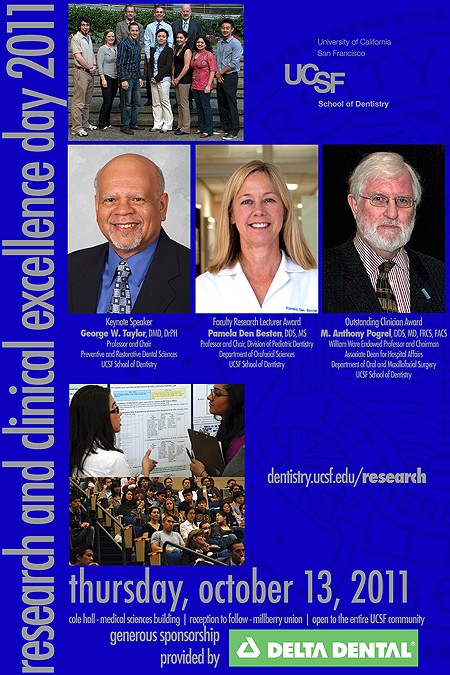 research and clinical excellence day 2011
University of California
San Francisco
UCSF
School of Dentistry
Keynote Speaker
George W. Taylor, DMD, DrPH
Professor and Chair
Preventive and Restorative Dental Sciences
UCSF School of Dentistry
Faculty Research Lecturer Award
Pamela Den Besten, DDS, MS
Professor and Chair, Division of Pediatric Dentistry
Department of Orofacial Sciences
UCSF School of Dentistry
Outstanding Clinician Award
M. Anthony Pogrel, DDS, MD, FRCS, FACS
William Ware Endowed Professor and Chairman
Associate Dean for Hospital Affairs
Department of Oral and Maxillofacial Surgery
UCSF School of Dentistry
dentistry.ucsf.edu/research
thursday, october 13, 2011
cole hall - medical sciences building | reception to follow - millberry union | open to the entire UCSF community
generous sponsorship
provided by
DELTA DENTAL®